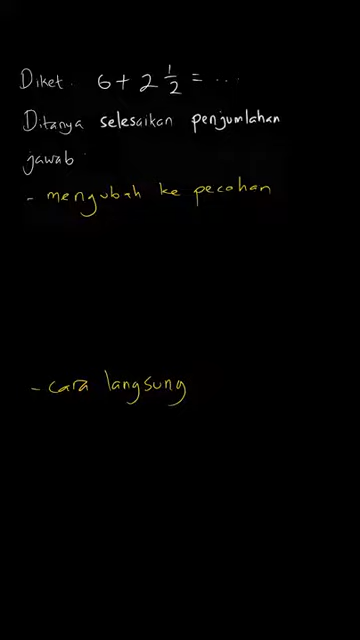 Diket. 6 + 2 1/2 = ...
Ditanya selesaikan penjumlahan
jawab.
- mengubah ke pecahan
- cara langsung